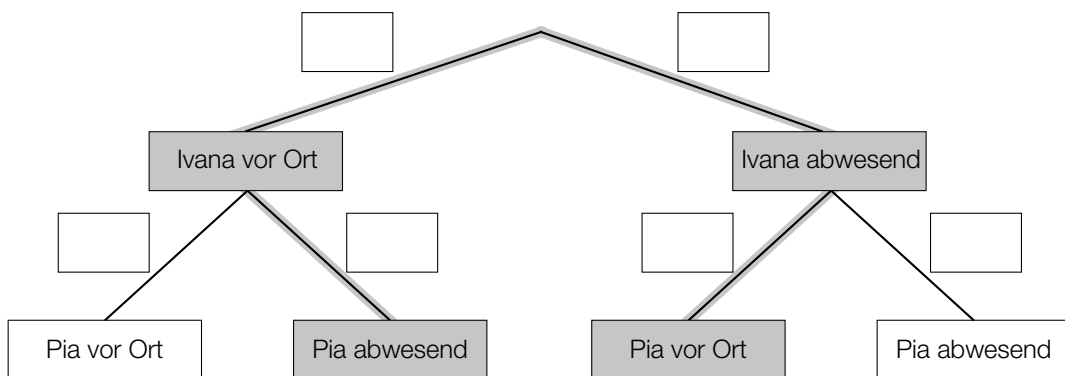 Ivana vor Ort
Ivana abwesend
Pia vor Ort
Pia abwesend
Pia vor Ort
Pia abwesend